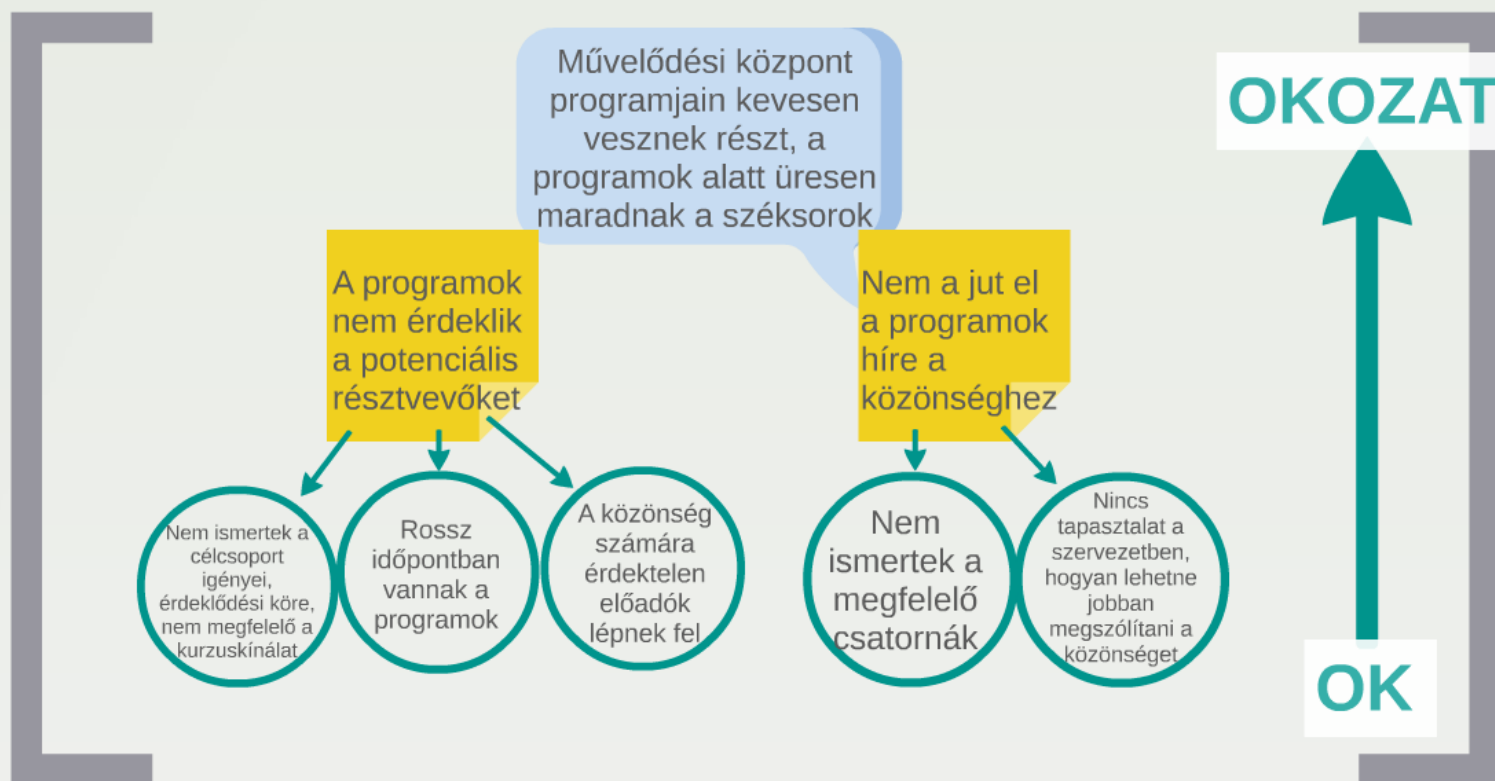 Művelődési központ
programjain kevesen
vesznek részt, a
programok alatt üresen
maradnak a széksorok
OKOZAT
A programok
nem érdeklik
a potenciális
résztvevőket
Nem a jut el
a programok
híre a
közönséghez
Nem ismertek a
célcsoport
igényei,
érdeklődési köre,
nem megfelelő a
kurzuskínálat
Rossz
időpontban
vannak a
programok
A közönség
számára
érdektelen
előadók
lépnek fel
Nem
ismertek a
megfelelő
csatornák
Nincs
tapasztalat a
szervezetben,
hogyan lehetne
jobban
megszólítani a
közönséget
OK